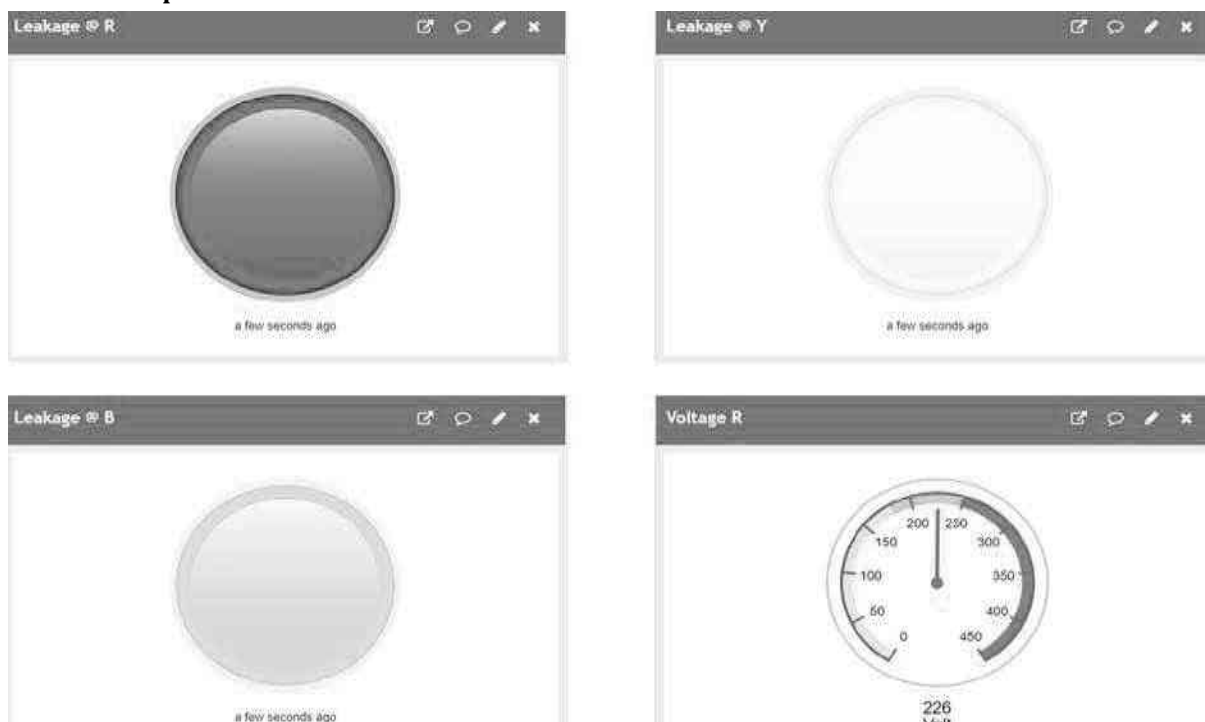 Leakage @ R
Leakage @ Y
a few seconds ago
a few seconds ago
Leakage @ B
Voltage R
a few seconds ago
200 250
150 300
100 350
50 400
0 450
226
Volt